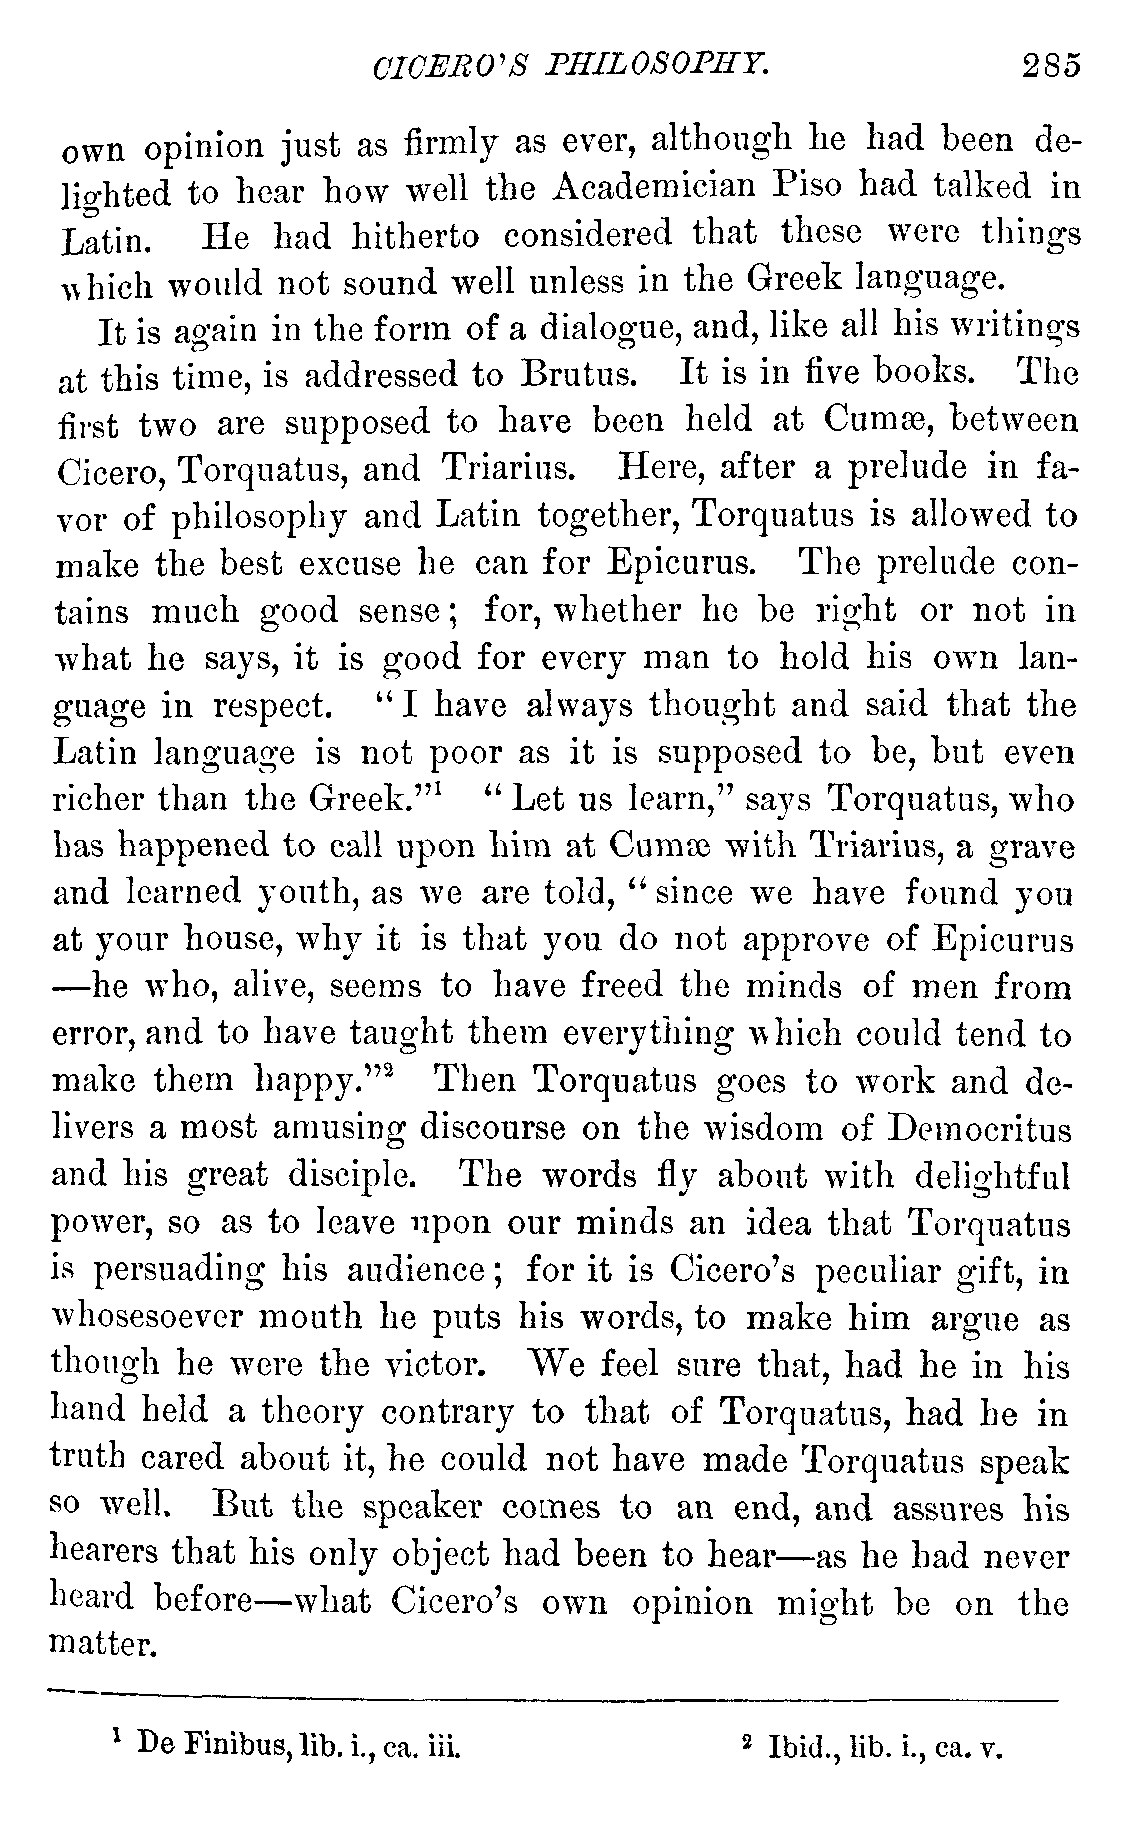 CICERO'S PHILOSOPHY. 285
own opinion just as firmly as ever, although he had been de-
lighted to hear how well the Academician Piso had talked in
Latin. He had hitherto considered that these were things
which would not sound well unless in the Greek language.
It is again in the form of a dialogue, and, like all his writings
at this time, is addressed to Brutus. It is in five books. The
first two are supposed to have been held at Cumæ, between
Cicero, Torquatus, and Triarius. Here, after a prelude in fa-
vor of philosophy and Latin together, Torquatus is allowed to
make the best excuse he can for Epicurus. The prelude con-
tains much good sense; for, whether he be right or not in
what he says, it is good for every man to hold his own lan-
guage in respect. "I have always thought and said that the
Latin language is not poor as it is supposed to be, but even
richer than the Greek."¹ "Let us learn," says Torquatus, who
has happened to call upon him at Cumæ with Triarius, a grave
and learned youth, as we are told, "since we have found you
at your house, why it is that you do not approve of Epicurus
—he who, alive, seems to have freed the minds of men from
error, and to have taught them everything which could tend to
make them happy."² Then Torquatus goes to work and de-
livers a most amusing discourse on the wisdom of Democritus
and his great disciple. The words fly about with delightful
power, so as to leave upon our minds an idea that Torquatus
is persuading his audience; for it is Cicero's peculiar gift, in
whosesoever mouth he puts his words, to make him argue as
though he were the victor. We feel sure that, had he in his
hand held a theory contrary to that of Torquatus, had he in
truth cared about it, he could not have made Torquatus speak
so well. But the speaker comes to an end, and assures his
hearers that his only object had been to hear—as he had never
heard before—what Cicero's own opinion might be on the
matter.
¹ De Finibus, lib. i., ca. iii. ² Ibid., lib. i., ca. v.